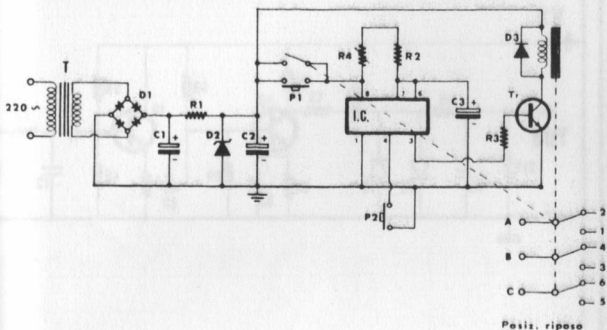 D3
R4
R2
T
D1
P1
8
7
6
220 ~
R1
I.C.
C3
+
-
Tr
C1
+
-
D2
C2
+
-
1
4
3
R3
P2
A
2
1
B
4
3
C
6
5
Posiz. riposo